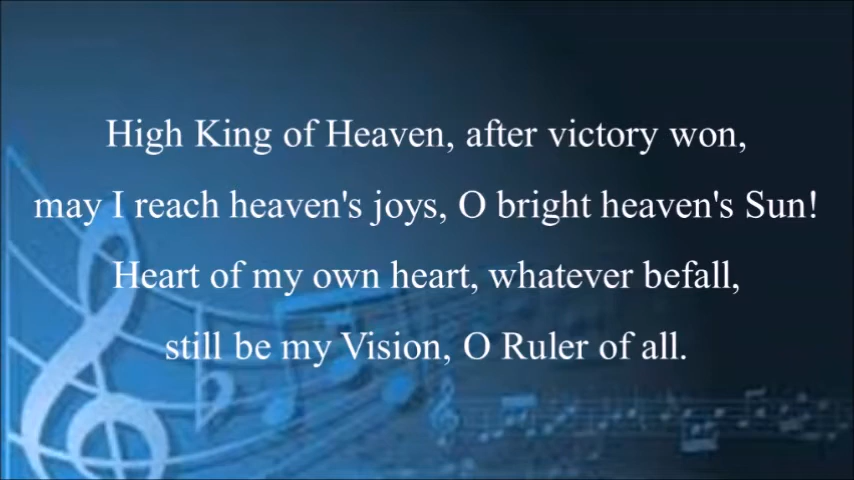 High King of Heaven, after victory won,
may I reach heaven's joys, O bright heaven's Sun!
Heart of my own heart, whatever befall,
still be my Vision, O Ruler of all.